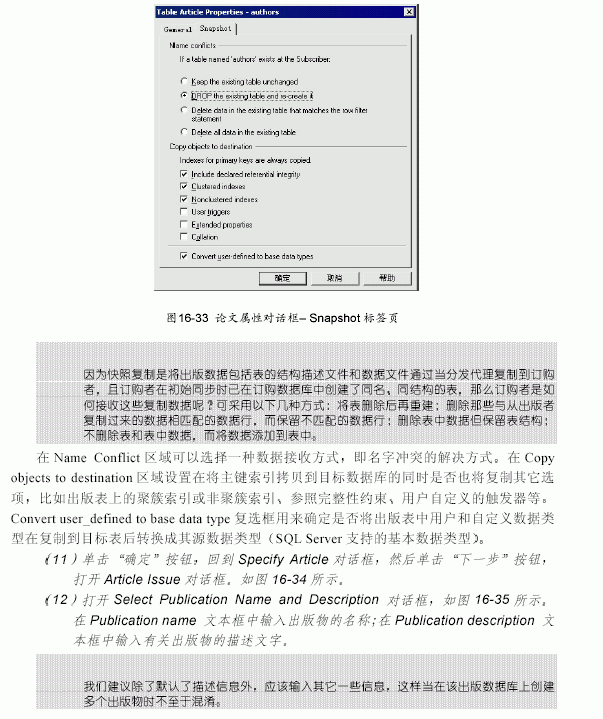 Table Article Properties - authors
General Snapshot
Name conflicts
If a table named 'authors' exists at the Subscriber:
Keep the existing table unchanged
DROP the existing table and re-create it
Delete data in the existing table that matches the row filter
statement
Delete all data in the existing table
Copy objects to destination
Indexes for primary keys are always copied.
Include declared referential integrity
Clustered indexes
Nonclustered indexes
User triggers
Extended properties
Collation
Convert user-defined to base data types
确定 取消 帮助
图16-33 论文属性对话框– Snapshot 标签页
因为快照复制是将出版数据包括表的结构描述文件和数据文件通过当分发代理复制到订购
者，且订购者在初始同步时已在订购数据库中创建了同名、同结构的表，那么订购者是如
何接收这些复制数据呢？可采用以下几种方式：将表删除后再重建；删除那些与从出版者
复制过来的数据相匹配的数据行，而保留不匹配的数据行；删除表中数据但保留表结构；
不删除表和表中数据，而将数据添加到表中。
在 Name Conflict 区域可以选择一种数据接收方式，即名字冲突的解决方式。在 Copy
objects to destination 区域设置在将主键索引拷贝到目标数据库的同时是否也将复制其它选
项，比如出版表上的聚簇索引或非聚簇索引、参照完整性约束、用户自定义的触发器等。
Convert user_defined to base data type 复选框用来确定是否将出版表中用户和自定义数据类
型在复制到目标表后转换成其源数据类型（SQL Server 支持的基本数据类型）。
（11）单击“确定”按钮，回到 Specify Article 对话框，然后单击“下一步”按钮，
打开 Article Issue 对话框。如图 16-34 所示。
（12）打开 Select Publication Name and Description 对话框，如图 16-35 所示。
在 Publication name 文本框中输入出版物的名称;在 Publication description 文
本框中输入有关出版物的描述文字。
我们建议除了默认了描述信息外，应该输入其它一些信息，这样当在该出版数据库上创建
多个出版物时不至于混淆。